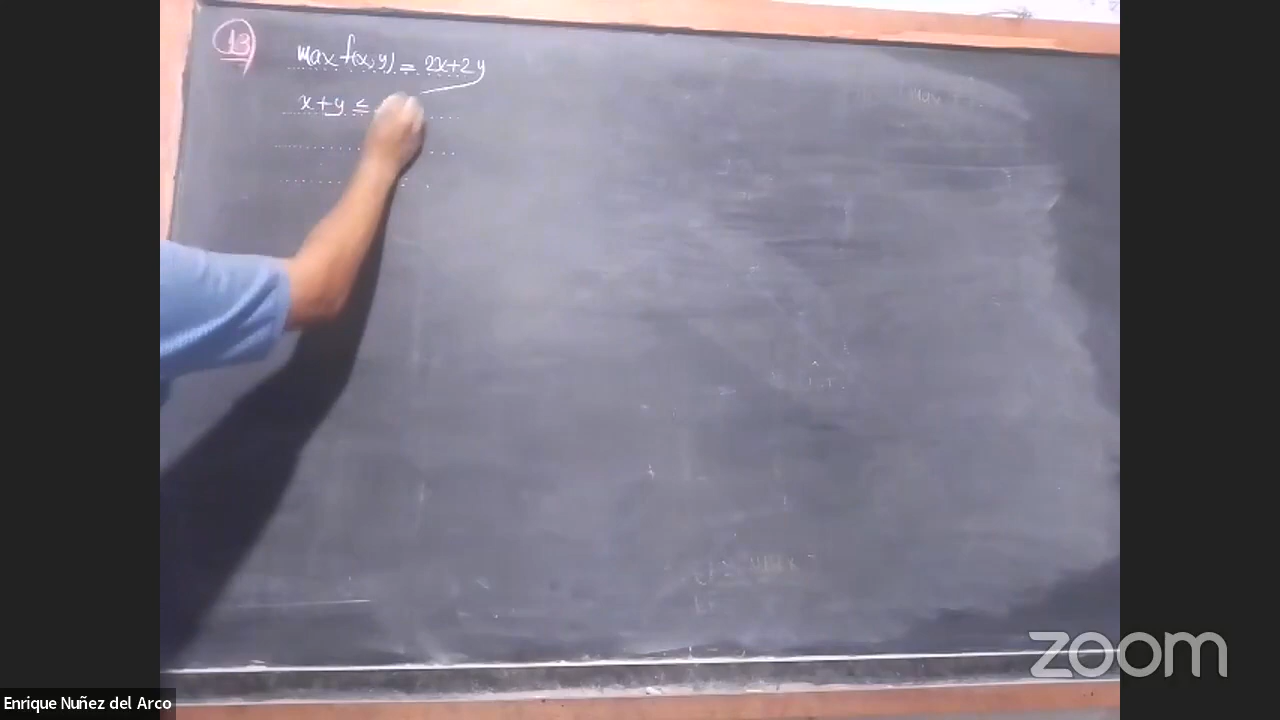 13
max f(x,y) = 2x+2y
x+y ≤
zoom
Enrique Nuñez del Arco